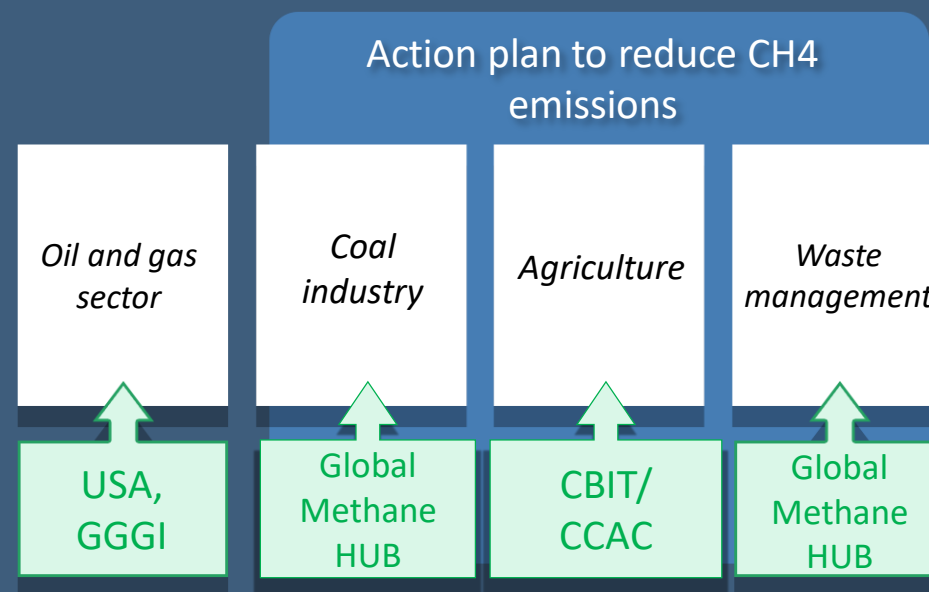 Action plan to reduce CH4
emissions
Oil and gas
sector
Coal
industry
Agriculture
Waste
management
USA,
GGGI
Global
Methane
HUB
CBIT/
CCAC
Global
Methane
HUB